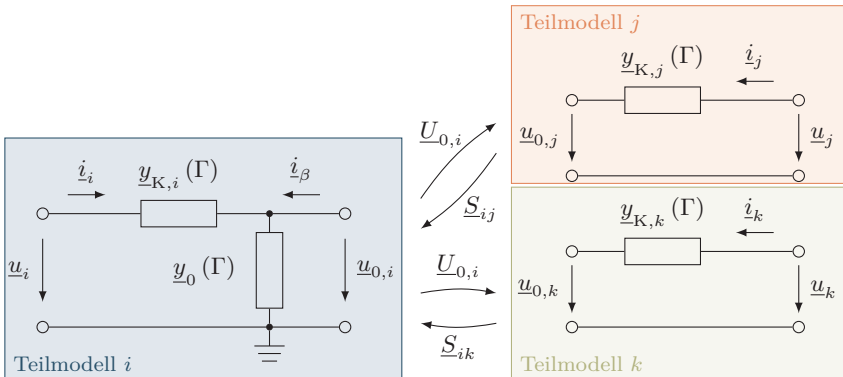 Teilmodell j
y_K,j (Γ)
i_j
u_0,j
u_j
U_0,i
S_ij
i_i
y_K,i (Γ)
i_β
u_i
y_0 (Γ)
u_0,i
Teilmodell i
U_0,i
S_ik
y_K,k (Γ)
i_k
u_0,k
u_k
Teilmodell k